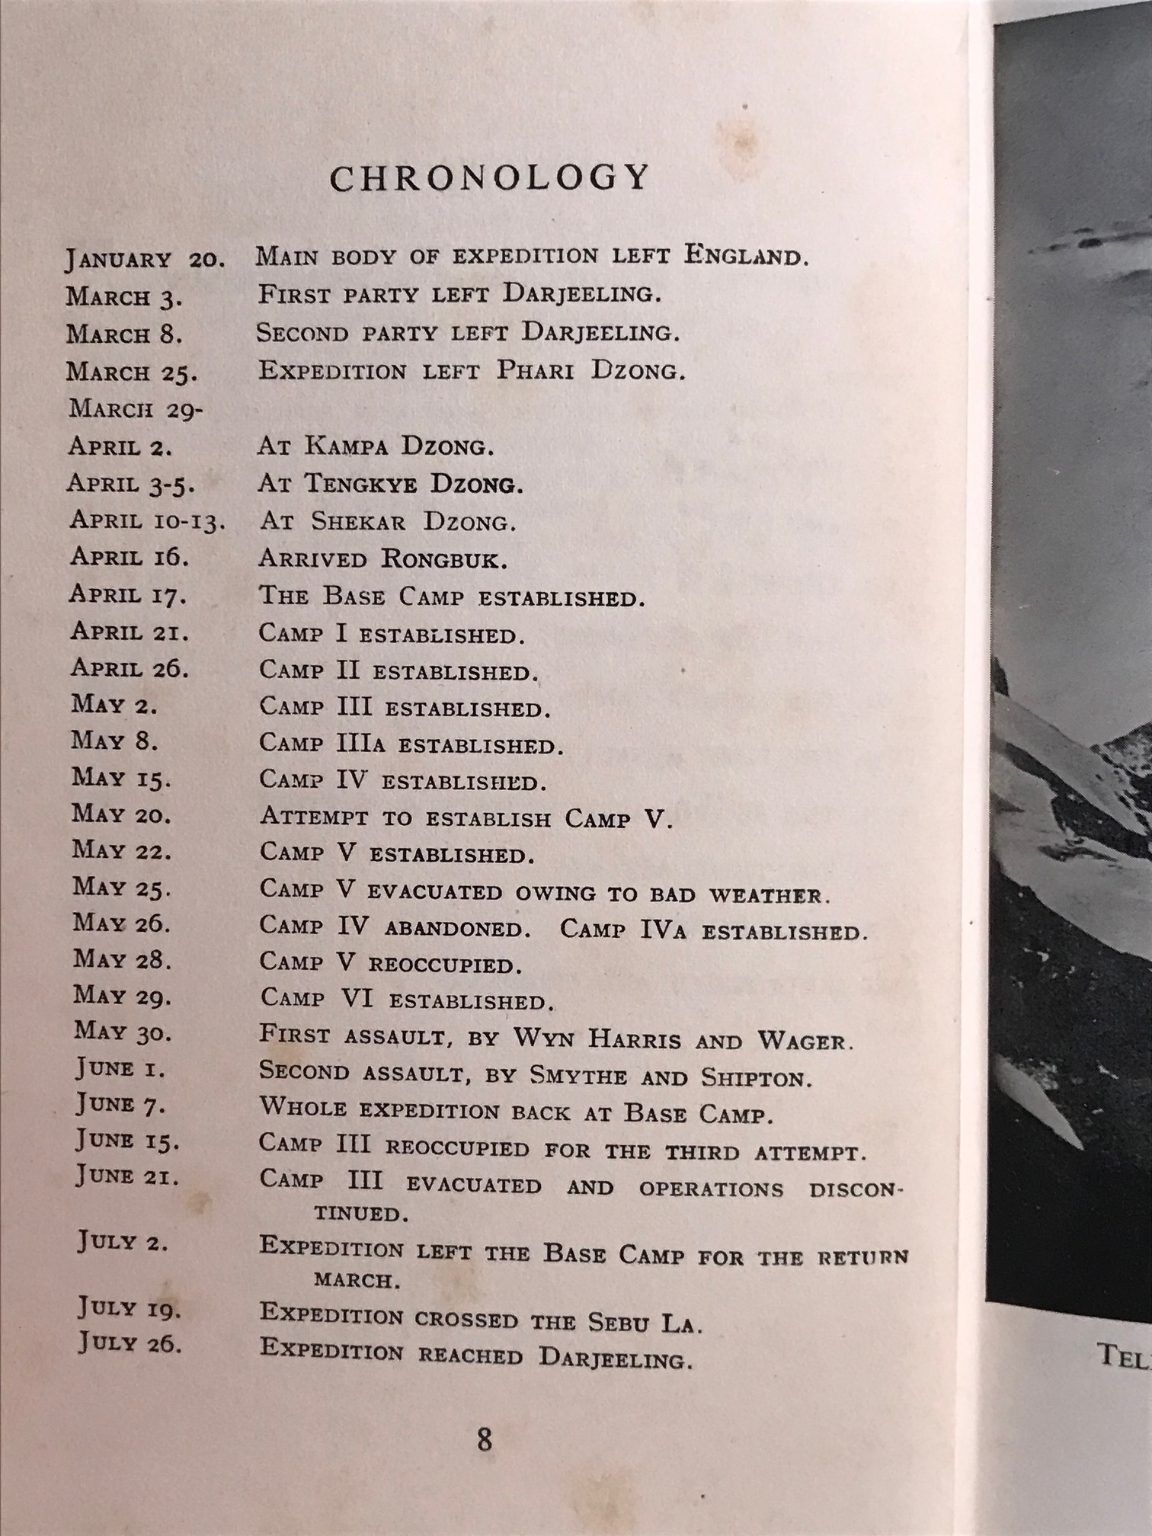 CHRONOLOGY
JANUARY 20. MAIN BODY OF EXPEDITION LEFT ENGLAND.
MARCH 3. FIRST PARTY LEFT DARJEELING.
MARCH 8. SECOND PARTY LEFT DARJEELING.
MARCH 25. EXPEDITION LEFT PHARI DZONG.
MARCH 29-
APRIL 2. AT KAMPA DZONG.
APRIL 3-5. AT TENGKYE DZONG.
APRIL 10-13. AT SHEKAR DZONG.
APRIL 16. ARRIVED RONGBUK.
APRIL 17. THE BASE CAMP ESTABLISHED.
APRIL 21. CAMP I ESTABLISHED.
APRIL 26. CAMP II ESTABLISHED.
MAY 2. CAMP III ESTABLISHED.
MAY 8. CAMP IIIA ESTABLISHED.
MAY 15. CAMP IV ESTABLISHED.
MAY 20. ATTEMPT TO ESTABLISH CAMP V.
MAY 22. CAMP V ESTABLISHED.
MAY 25. CAMP V EVACUATED OWING TO BAD WEATHER.
MAY 26. CAMP IV ABANDONED. CAMP IVA ESTABLISHED.
MAY 28. CAMP V REOCCUPIED.
MAY 29. CAMP VI ESTABLISHED.
MAY 30. FIRST ASSAULT, BY WYN HARRIS AND WAGER.
JUNE 1. SECOND ASSAULT, BY SMYTHE AND SHIPTON.
JUNE 7. WHOLE EXPEDITION BACK AT BASE CAMP.
JUNE 15. CAMP III REOCCUPIED FOR THE THIRD ATTEMPT.
JUNE 21. CAMP III EVACUATED AND OPERATIONS DISCON-
TINUED.
JULY 2. EXPEDITION LEFT THE BASE CAMP FOR THE RETURN
MARCH.
JULY 19. EXPEDITION CROSSED THE SEBU LA.
JULY 26. EXPEDITION REACHED DARJEELING.
8